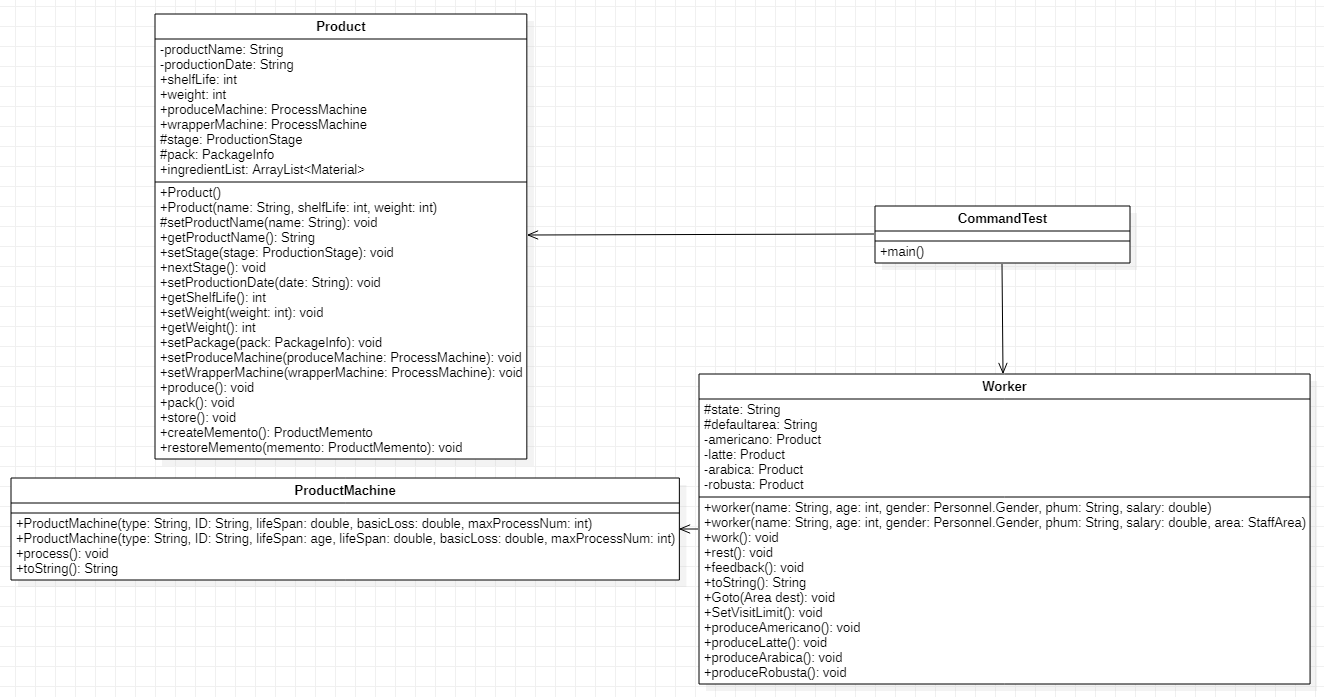 Product
-productName: String
-productionDate: String
+shelfLife: int
+weight: int
+produceMachine: ProcessMachine
+wrapperMachine: ProcessMachine
#stage: ProductionStage
#pack: PackageInfo
+ingredientList: ArrayList<Material>
+Product()
+Product(name: String, shelfLife: int, weight: int)
#setProductName(name: String): void
+getProductName(): String
+setStage(stage: ProductionStage): void
+nextStage(): void
+setProductionDate(date: String): void
+getShelfLife(): int
+setWeight(weight: int): void
+getWeight(): int
+setPackage(pack: PackageInfo): void
+setProduceMachine(produceMachine: ProcessMachine): void
+setWrapperMachine(wrapperMachine: ProcessMachine): void
+produce(): void
+pack(): void
+store(): void
+createMemento(): ProductMemento
+restoreMemento(memento: ProductMemento): void
CommandTest
+main()
Worker
#state: String
#defaultarea: String
-americano: Product
-latte: Product
-arabica: Product
-robusta: Product
+worker(name: String, age: int, gender: Personnel.Gender, phum: String, salary: double)
+worker(name: String, age: int, gender: Personnel.Gender, phum: String, salary: double, area: StaffArea)
+work(): void
+rest(): void
+feedback(): void
+toString(): String
+Goto(Area dest): void
+SetVisitLimit(): void
+produceAmericano(): void
+produceLatte(): void
+produceArabica(): void
+produceRobusta(): void
ProductMachine
+ProductMachine(type: String, ID: String, lifeSpan: double, basicLoss: double, maxProcessNum: int)
+ProductMachine(type: String, ID: String, lifeSpan: age, lifeSpan: double, basicLoss: double, maxProcessNum: int)
+process(): void
+toString(): String